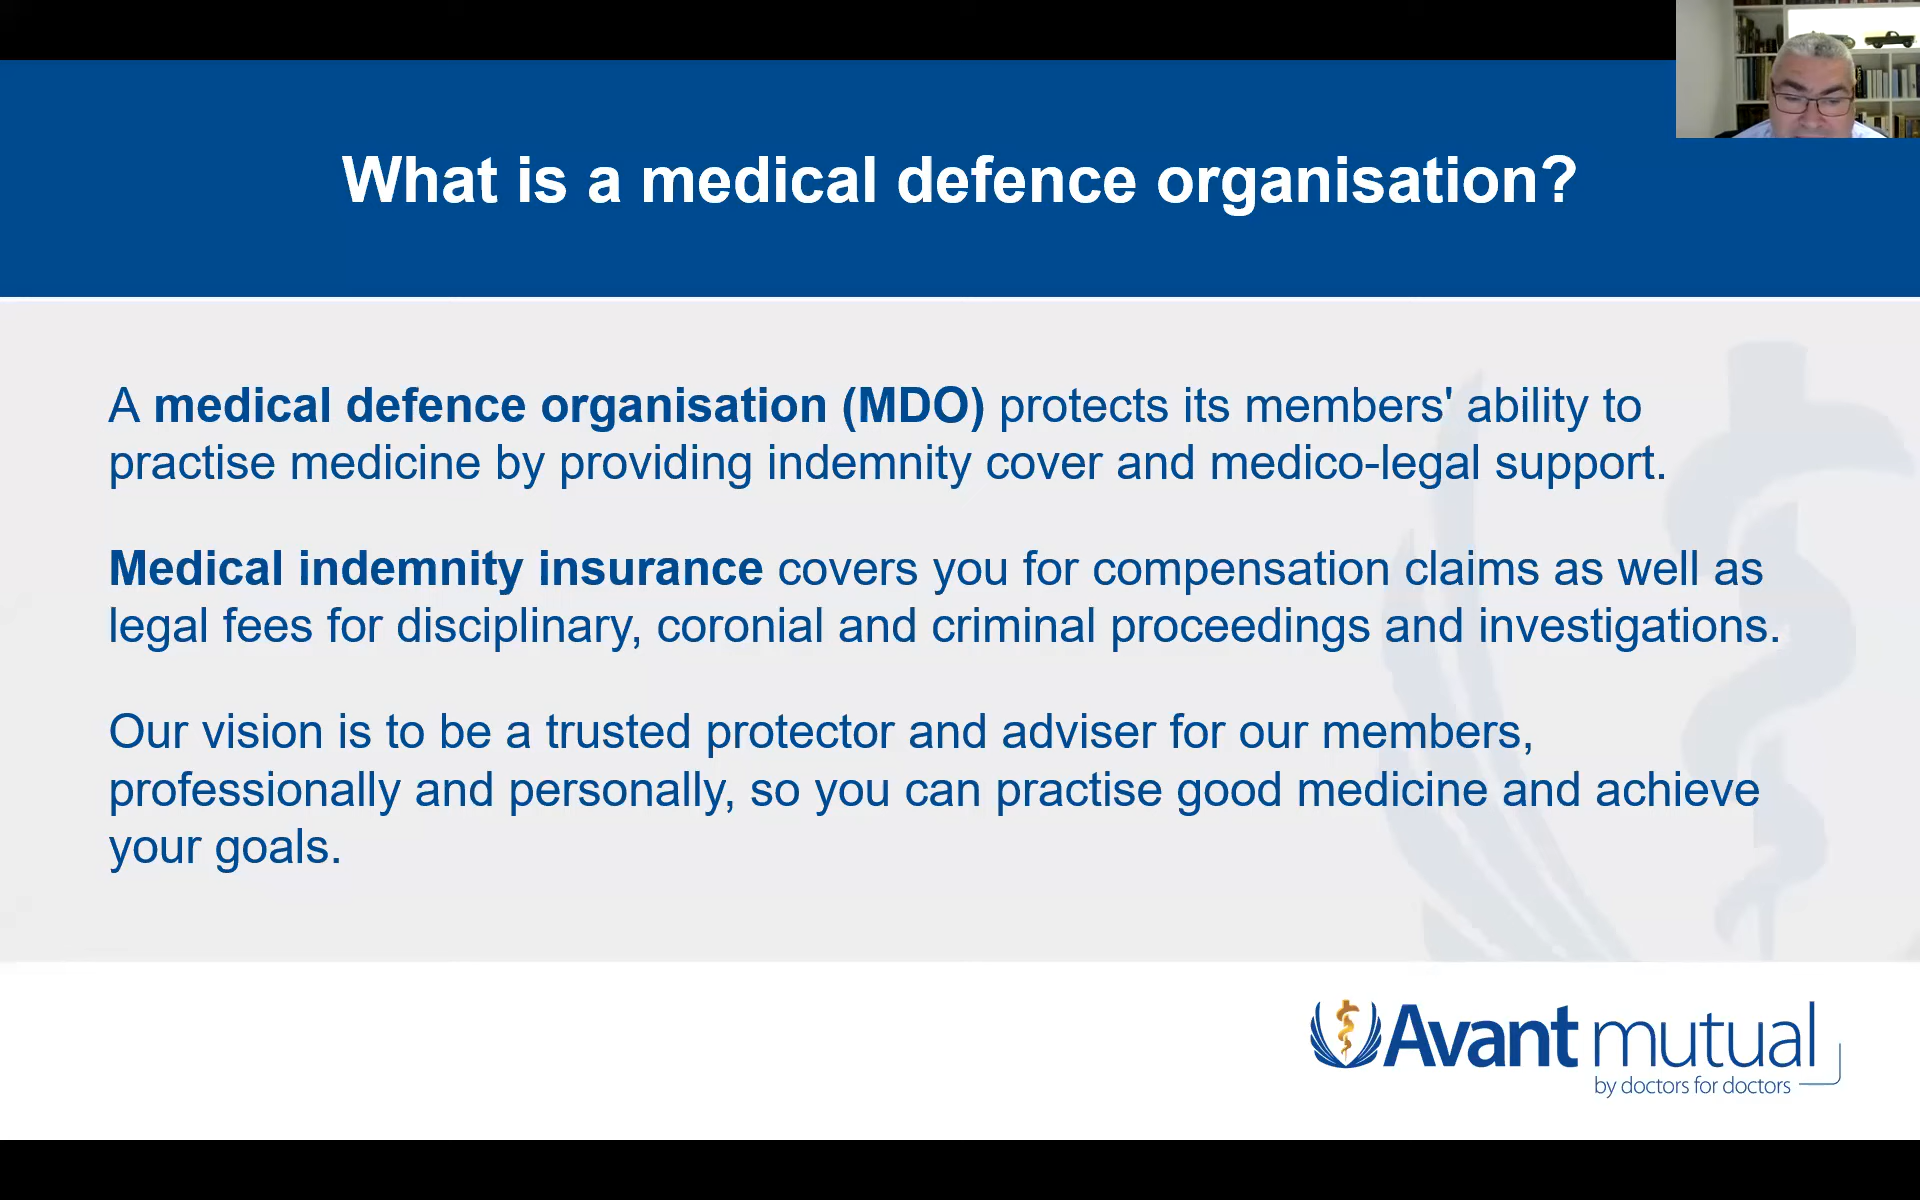 What is a medical defence organisation?
A medical defence organisation (MDO) protects its members' ability to
practise medicine by providing indemnity cover and medico-legal support.
Medical indemnity insurance covers you for compensation claims as well as
legal fees for disciplinary, coronial and criminal proceedings and investigations.
Our vision is to be a trusted protector and adviser for our members,
professionally and personally, so you can practise good medicine and achieve
your goals.
Avant mutual
by doctors for doctors